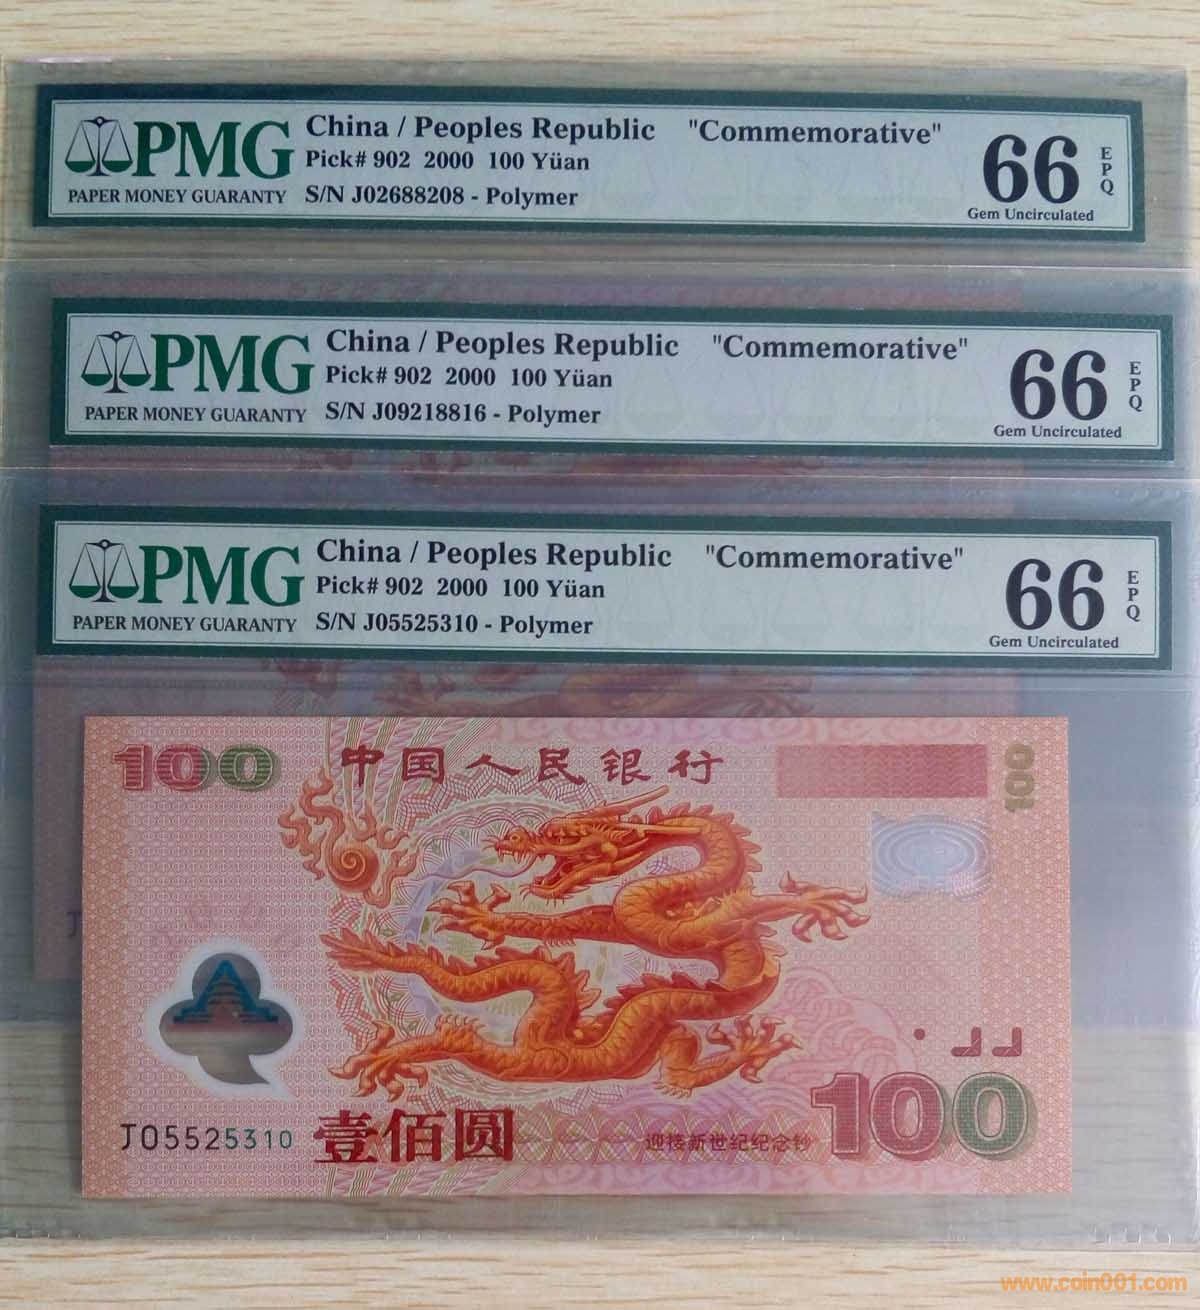 PMG
PAPER MONEY GUARANTY
China / Peoples Republic "Commemorative"
Pick# 902 2000 100 Yüan
S/N J02688208 - Polymer
66
EPQ
Gem Uncirculated
PMG
PAPER MONEY GUARANTY
China / Peoples Republic "Commemorative"
Pick# 902 2000 100 Yüan
S/N J09218816 - Polymer
66
EPQ
Gem Uncirculated
PMG
PAPER MONEY GUARANTY
China / Peoples Republic "Commemorative"
Pick# 902 2000 100 Yüan
S/N J05525310 - Polymer
66
EPQ
Gem Uncirculated
100
中国人民银行
100
J05525310
壹佰圆
迎接新世纪纪念钞
100
www.coin001.com